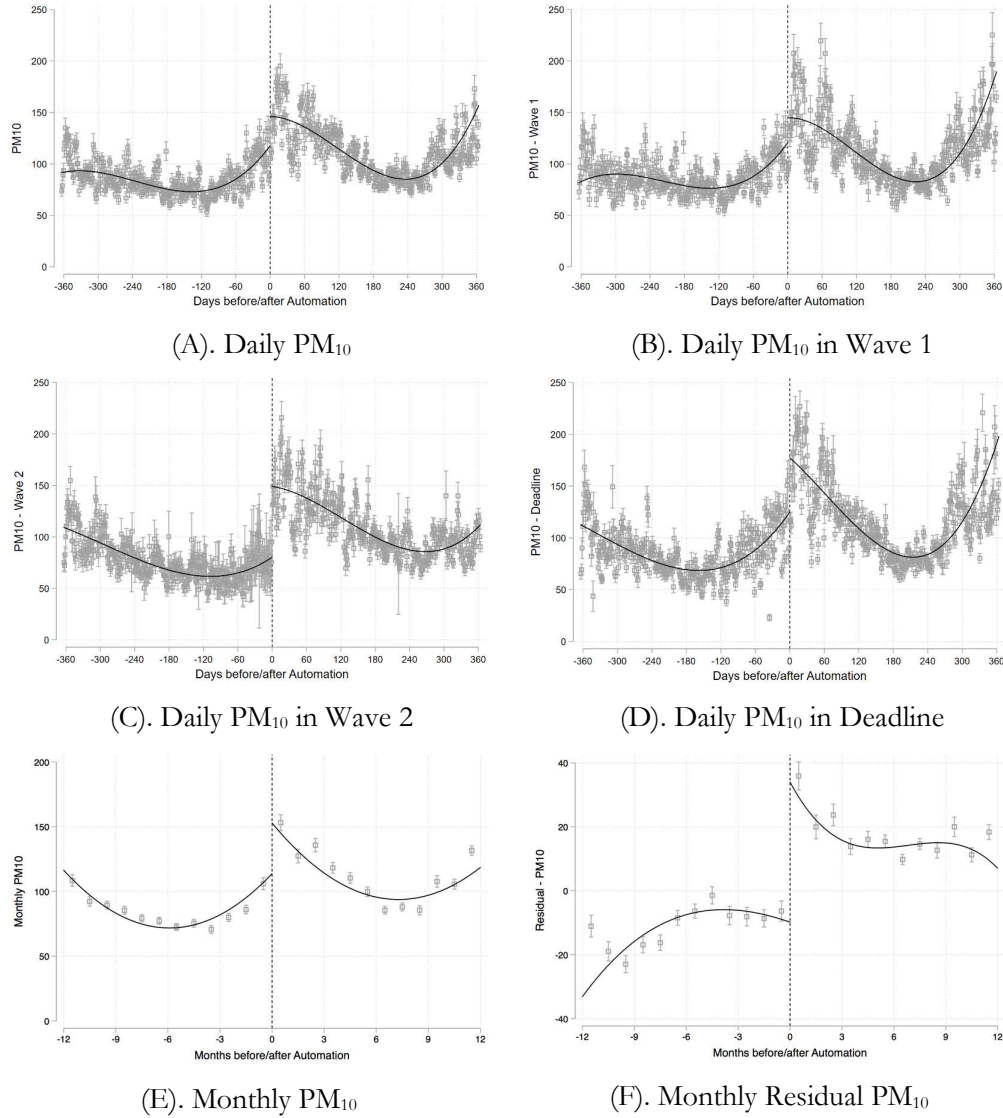 250
200
150
100
50
0
PM10
-360 -300 -240 -180 -120 -60 0 60 120 180 240 300 360
Days before/after Automation
(A). Daily PM₁₀
250
200
150
100
50
0
PM10 - Wave 1
-360 -300 -240 -180 -120 -60 0 60 120 180 240 300 360
Days before/after Automation
(B). Daily PM₁₀ in Wave 1
250
200
150
100
50
0
PM10 - Wave 2
-360 -300 -240 -180 -120 -60 0 60 120 180 240 300 360
Days before/after Automation
(C). Daily PM₁₀ in Wave 2
250
200
150
100
50
0
PM10 - Deadline
-360 -300 -240 -180 -120 -60 0 60 120 180 240 300 360
Days before/after Automation
(D). Daily PM₁₀ in Deadline
200
150
100
50
0
Monthly PM10
-12 -9 -6 -3 0 3 6 9 12
Months before/after Automation
(E). Monthly PM₁₀
40
20
0
-20
-40
Residual - PM10
-12 -9 -6 -3 0 3 6 9 12
Months before/after Automation
(F). Monthly Residual PM₁₀